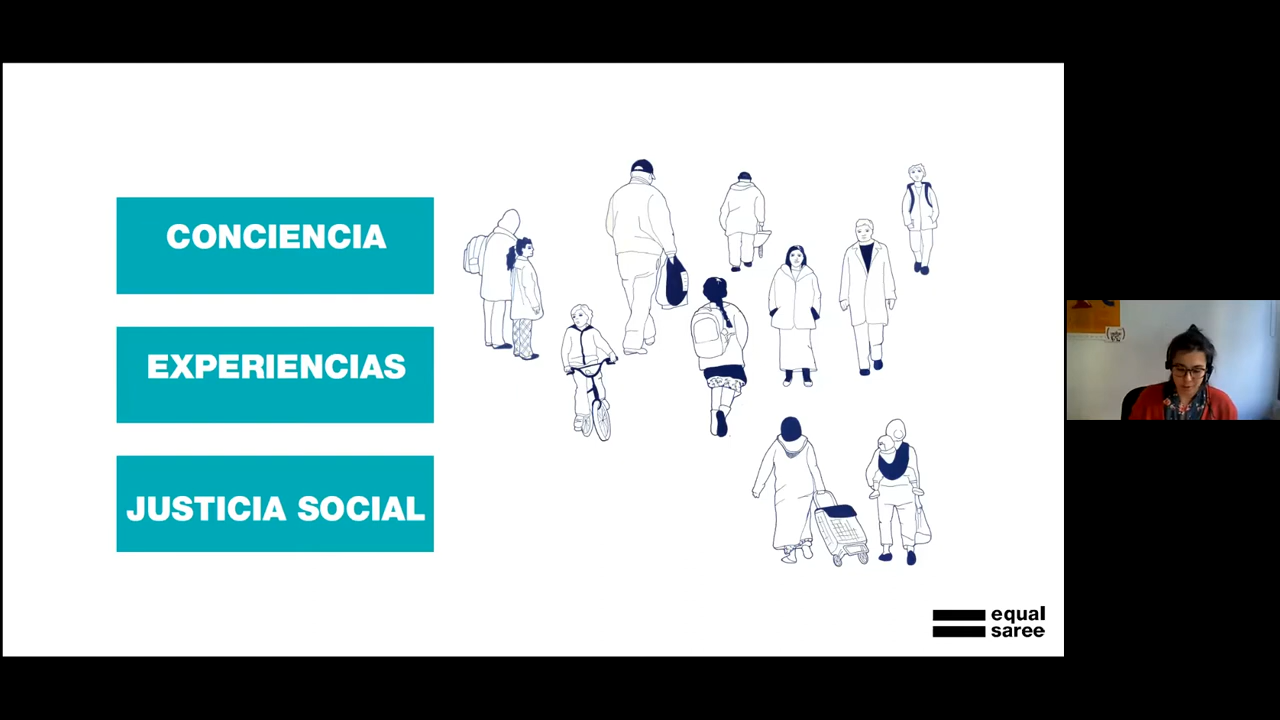 CONCIENCIA
EXPERIENCIAS
JUSTICIA SOCIAL
equal
saree